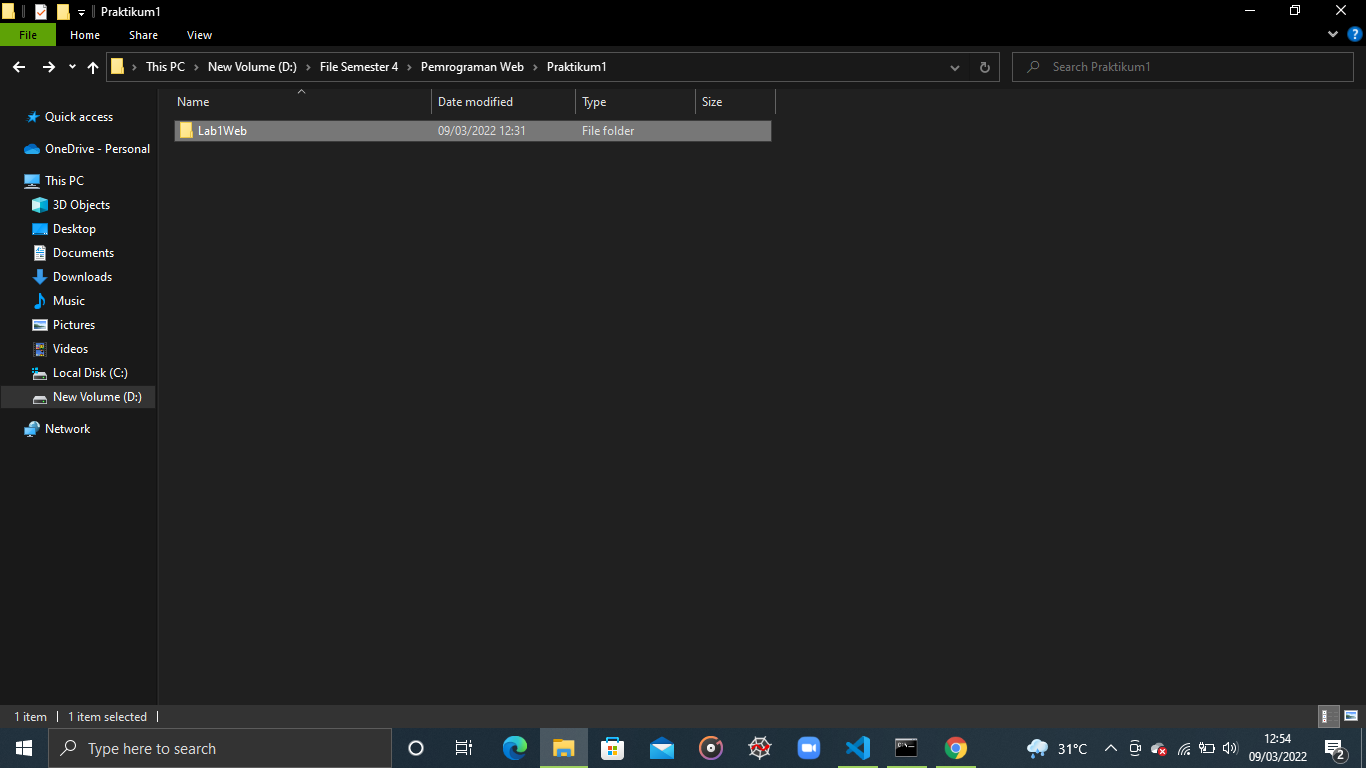 Praktikum1
File Home Share View
This PC New Volume (D:) File Semester 4 Pemrograman Web Praktikum1 Search Praktikum1
Name Date modified Type Size
Lab1Web 09/03/2022 12:31 File folder
Quick access
OneDrive - Personal
This PC
3D Objects
Desktop
Documents
Downloads
Music
Pictures
Videos
Local Disk (C:)
New Volume (D:)
Network
1 item 1 item selected
Type here to search 31°C 12:54
09/03/2022 2